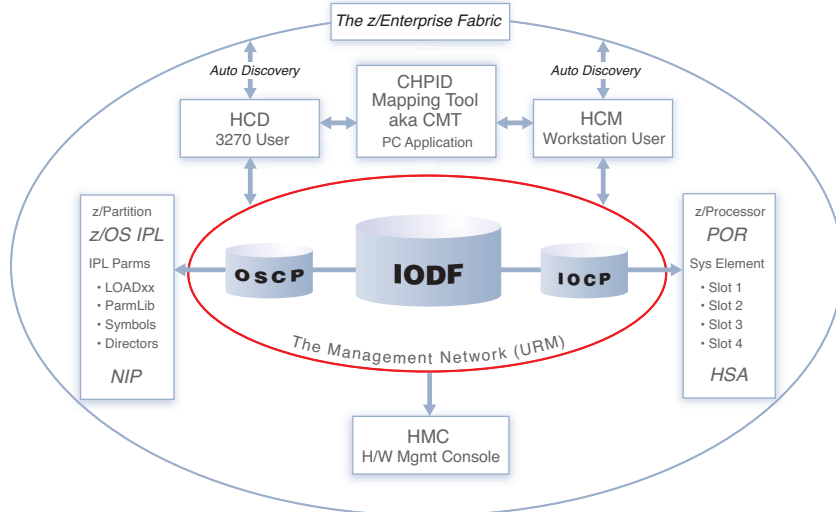 The z/Enterprise Fabric
Auto Discovery
Auto Discovery
HCD
3270 User
CHPID
Mapping Tool
aka CMT
PC Application
HCM
Workstation User
z/Partition
z/OS IPL
IPL Parms
• LOADxx
• ParmLib
• Symbols
• Directors
NIP
OSCP
IODF
IOCP
The Management Network (URM)
z/Processor
POR
Sys Element
• Slot 1
• Slot 2
• Slot 3
• Slot 4
HSA
HMC
H/W Mgmt Console